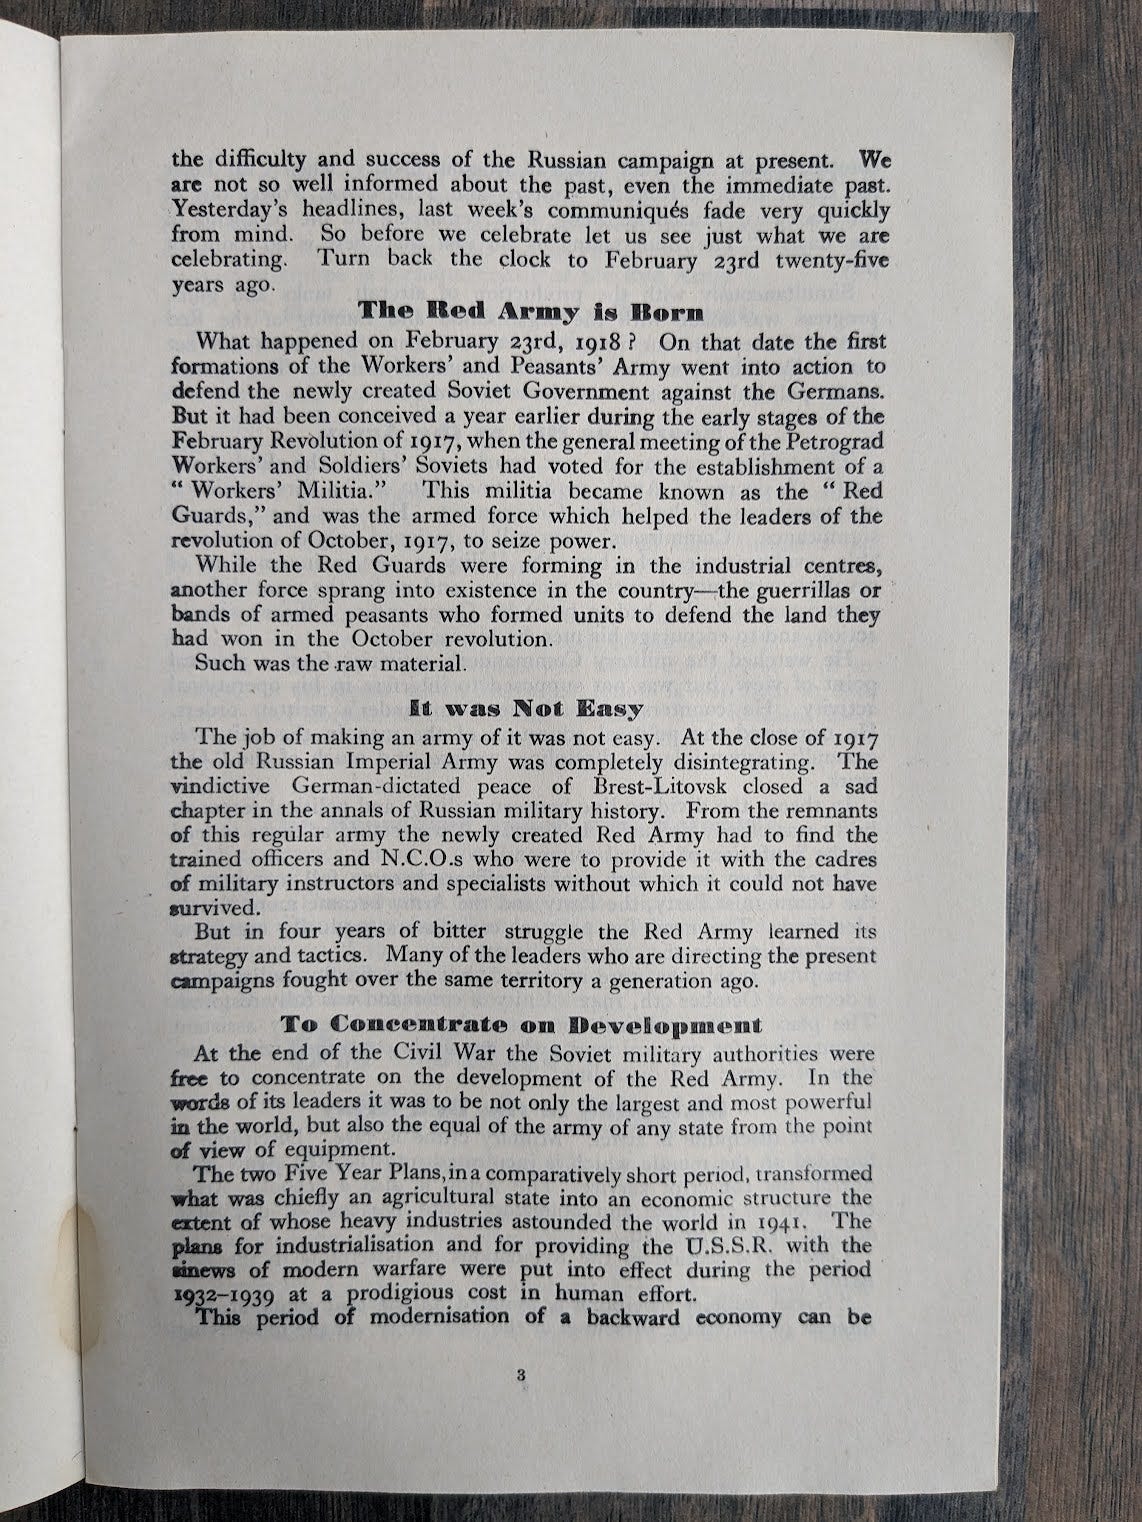 the difficulty and success of the Russian campaign at present. We
are not so well informed about the past, even the immediate past.
Yesterday's headlines, last week's communiqués fade very quickly
from mind. So before we celebrate let us see just what we are
celebrating. Turn back the clock to February 23rd twenty-five
years ago.
The Red Army is Born
What happened on February 23rd, 1918 ? On that date the first
formations of the Workers' and Peasants' Army went into action to
defend the newly created Soviet Government against the Germans.
But it had been conceived a year earlier during the early stages of the
February Revolution of 1917, when the general meeting of the Petrograd
Workers' and Soldiers' Soviets had voted for the establishment of a
“ Workers' Militia.” This militia became known as the “ Red
Guards,” and was the armed force which helped the leaders of the
revolution of October, 1917, to seize power.
While the Red Guards were forming in the industrial centres,
another force sprang into existence in the country—the guerrillas or
bands of armed peasants who formed units to defend the land they
had won in the October revolution.
Such was the raw material.
It was Not Easy
The job of making an army of it was not easy. At the close of 1917
the old Russian Imperial Army was completely disintegrating. The
vindictive German-dictated peace of Brest-Litovsk closed a sad
chapter in the annals of Russian military history. From the remnants
of this regular army the newly created Red Army had to find the
trained officers and N.C.O.s who were to provide it with the cadres
of military instructors and specialists without which it could not have
survived.
But in four years of bitter struggle the Red Army learned its
strategy and tactics. Many of the leaders who are directing the present
campaigns fought over the same territory a generation ago.
To Concentrate on Development
At the end of the Civil War the Soviet military authorities were
free to concentrate on the development of the Red Army. In the
words of its leaders it was to be not only the largest and most powerful
in the world, but also the equal of the army of any state from the point
of view of equipment.
The two Five Year Plans, in a comparatively short period, transformed
what was chiefly an agricultural state into an economic structure the
extent of whose heavy industries astounded the world in 1941. The
plans for industrialisation and for providing the U.S.S.R. with the
sinews of modern warfare were put into effect during the period
1932–1939 at a prodigious cost in human effort.
This period of modernisation of a backward economy can be
3